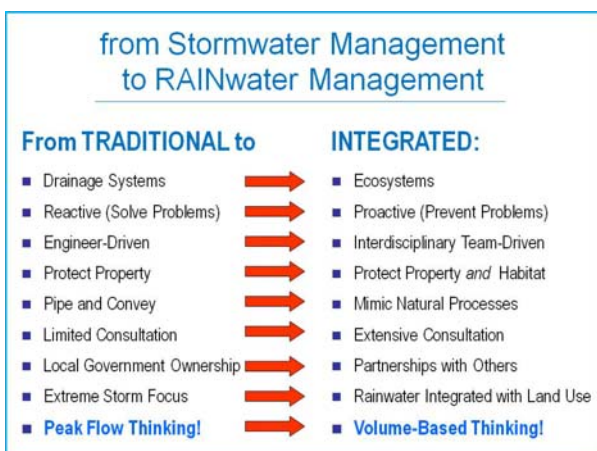 from Stormwater Management
to RAINwater Management
From TRADITIONAL to INTEGRATED:
Drainage Systems Ecosystems
Reactive (Solve Problems) Proactive (Prevent Problems)
Engineer-Driven Interdisciplinary Team-Driven
Protect Property Protect Property and Habitat
Pipe and Convey Mimic Natural Processes
Limited Consultation Extensive Consultation
Local Government Ownership Partnerships with Others
Extreme Storm Focus Rainwater Integrated with Land Use
Peak Flow Thinking! Volume-Based Thinking!